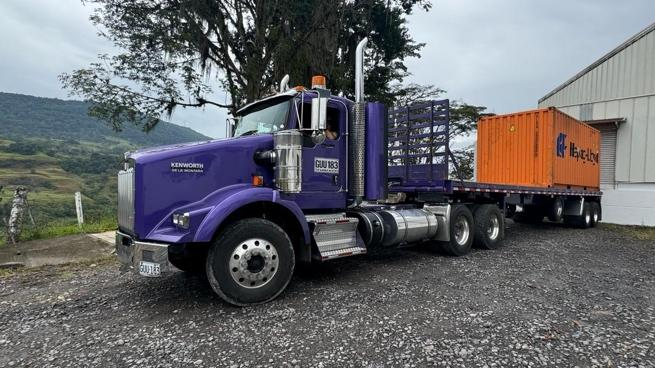 KENWORTH
DE LA MONTAÑA
GUU 183
GUU-183
Hapag-Lloyd